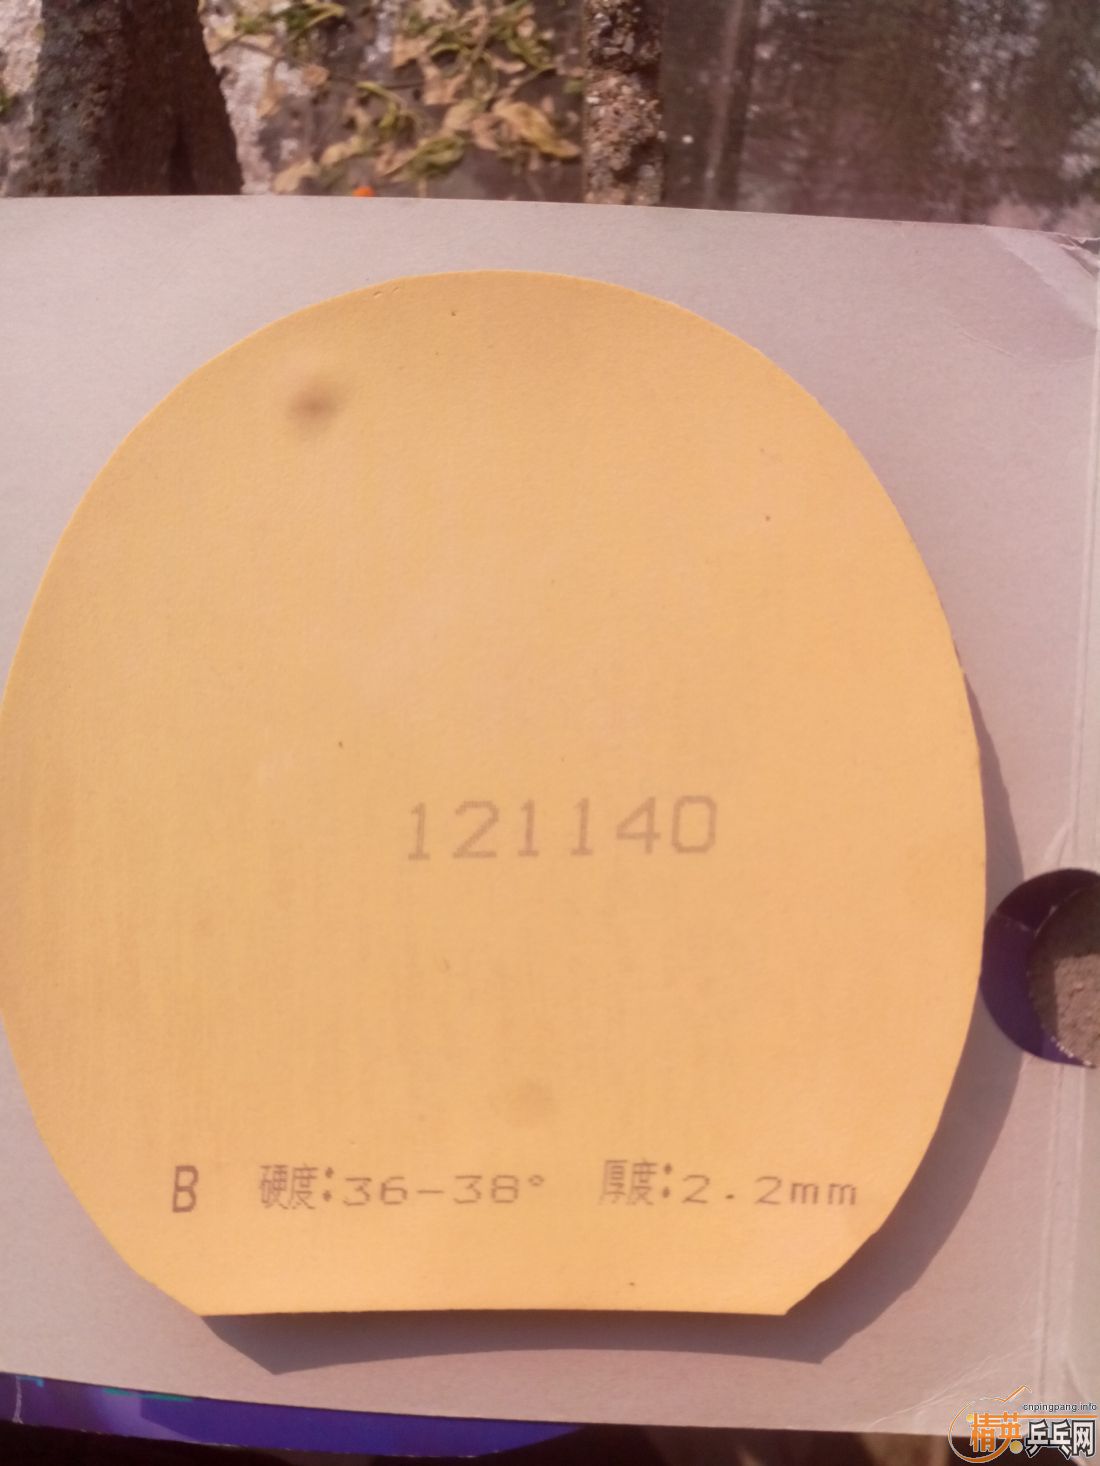 121140
B 硬度:36-38° 厚度:2.2mm
cnpingpang.info
精英乒乓网